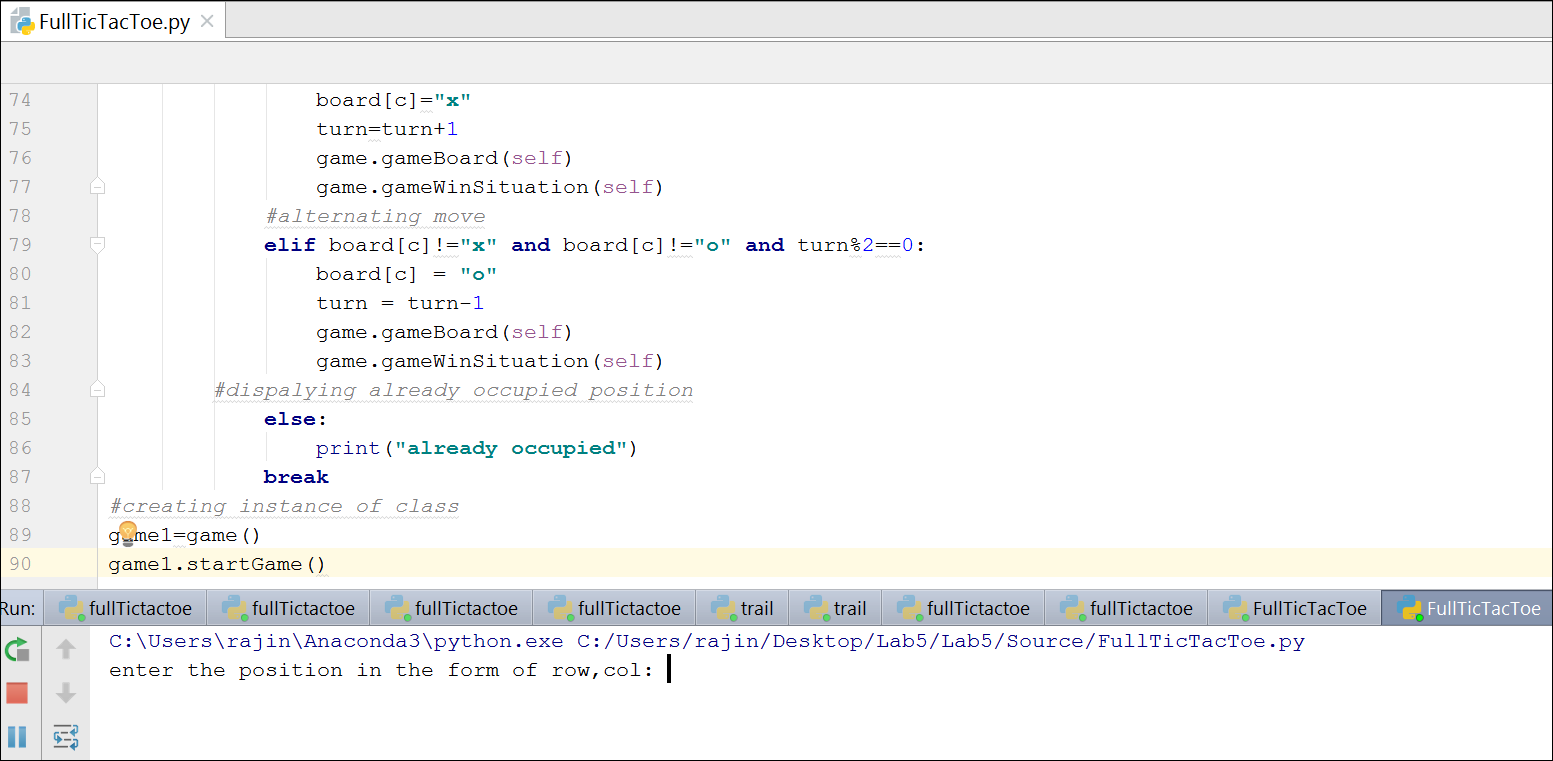 FullTicTacToe.py
74 board[c]="x"
75 turn=turn+1
76 game.gameBoard(self)
77 game.gameWinSituation(self)
78 #alternating move
79 elif board[c]!="x" and board[c]!="o" and turn%2==0:
80 board[c] = "o"
81 turn = turn-1
82 game.gameBoard(self)
83 game.gameWinSituation(self)
84 #dispalying already occupied position
85 else:
86 print("already occupied")
87 break
88 #creating instance of class
89 game1=game()
90 game1.startGame()
Run: fullTictactoe fullTictactoe fullTictactoe fullTictactoe trail trail fullTictactoe fullTictactoe FullTicTacToe FullTicTacToe
C:\Users\rajin\Anaconda3\python.exe C:/Users/rajin/Desktop/Lab5/Lab5/Source/FullTicTacToe.py
enter the position in the form of row,col: